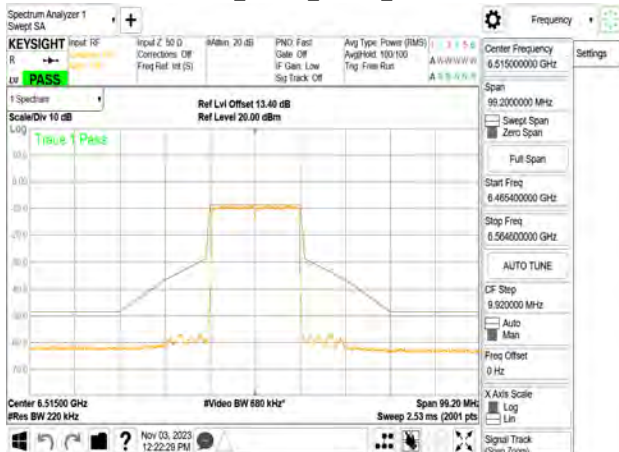 Spectrum Analyzer 1
Swept SA
Frequency
KEYSIGHT
Input: RF
R
LV
PASS
Input Z: 50 Ω
Corrections: Off
Freq Ref: Int (S)
#Atten: 20 dB
PNO: Fast
Gate: Off
IF Gain: Low
Sig Track: Off
Avg Type: Power (RMS)
Avg|Hold: 100/100
Trig: Free Run
Center Frequency
6.515000000 GHz
Settings
1 Spectrum
Scale/Div 10 dB
Ref Lvl Offset 13.40 dB
Ref Level 20.00 dBm
Log
Trace 1 Pass
Span
99.2000000 MHz
Swept Span
Zero Span
Full Span
Start Freq
6.465400000 GHz
Stop Freq
6.564600000 GHz
AUTO TUNE
CF Step
9.920000 MHz
Auto
Man
Freq Offset
0 Hz
X Axis Scale
Log
Lin
Signal Track
(Span Zoom)
Center 6.51500 GHz
#Res BW 220 kHz
#Video BW 680 kHz*
Span 99.20 MHz
Sweep 2.53 ms (2001 pts
?
Nov 03, 2023
12:22:29 PM